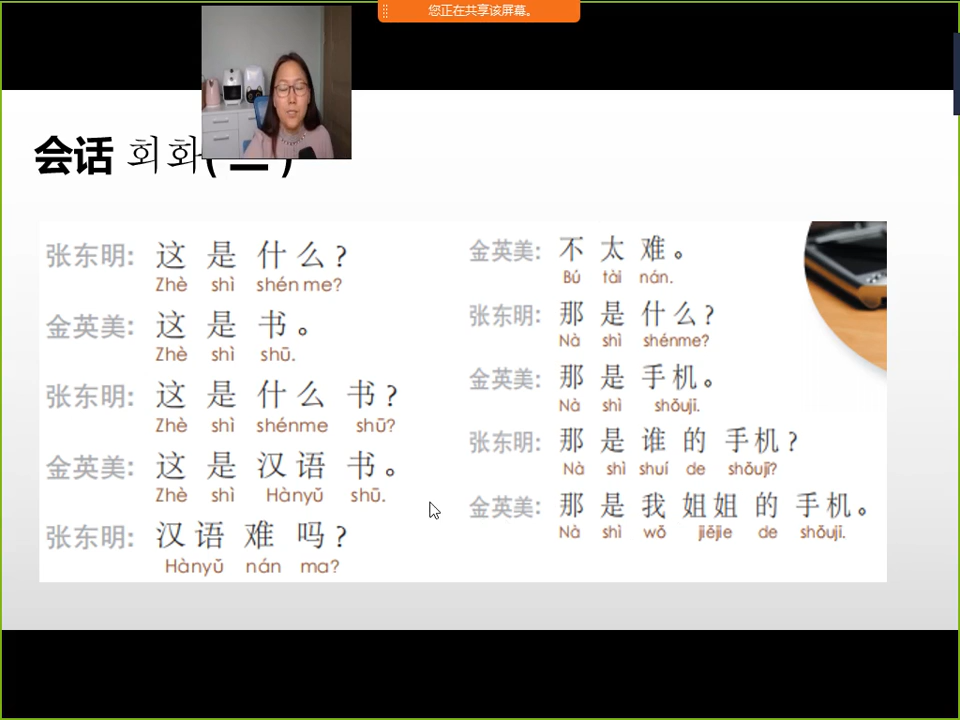 您正在共享该屏幕。
会话 회화(二)
张东明: 这 是 什么?
Zhè shì shén me?
金英美: 这 是 书。
Zhè shì shū.
张东明: 这 是 什么 书?
Zhè shì shénme shū?
金英美: 这 是 汉语 书。
Zhè shì Hànyǔ shū.
张东明: 汉语 难 吗?
Hànyǔ nán ma?
金英美: 不 太 难。
Bú tài nán.
张东明: 那 是 什么?
Nà shì shénme?
金英美: 那 是 手机。
Nà shì shǒujī.
张东明: 那 是 谁 的 手机?
Nà shì shuí de shǒujī?
金英美: 那 是 我 姐姐 的 手机。
Nà shì wǒ jiějie de shǒujī.